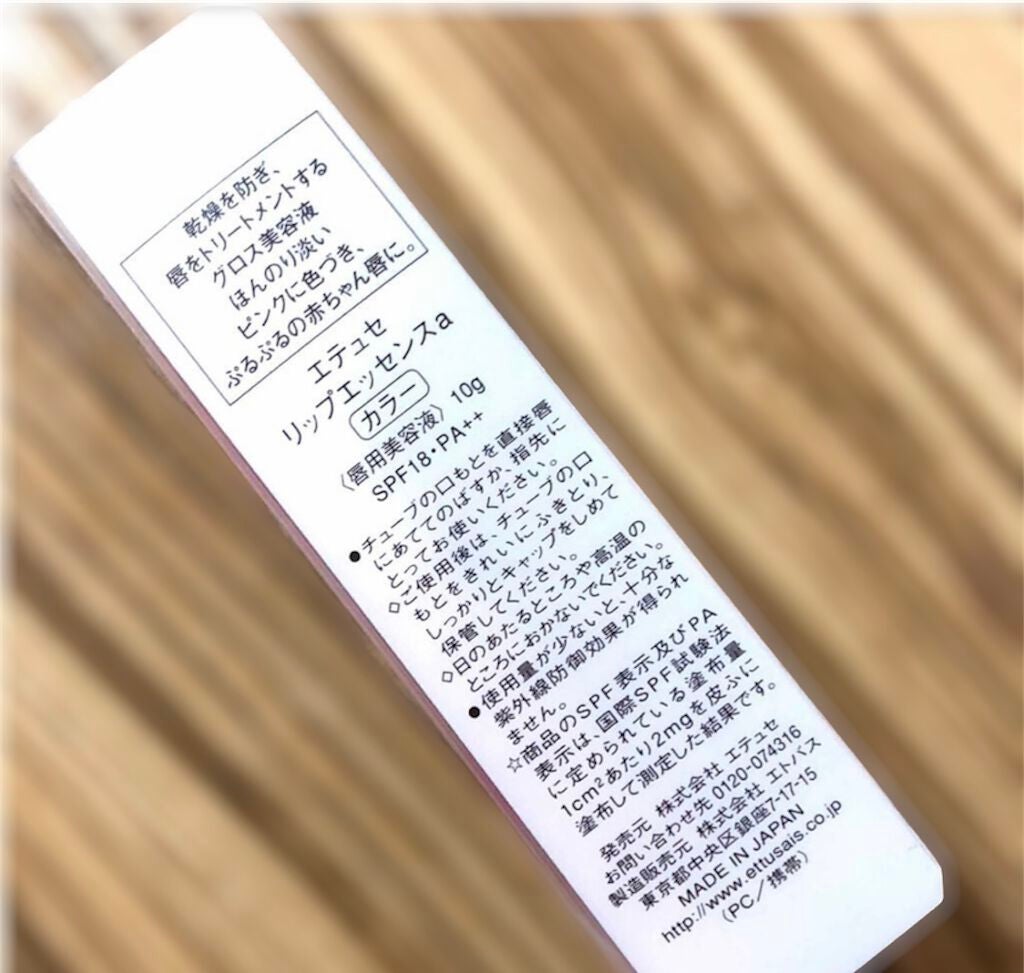 乾燥を防ぎ、
唇をトリートメントする
グロス美容液
ほんのり淡い
ピンクに色づき、
ぷるぷるの赤ちゃん唇に。
エテュセ
リップエッセンスa
カラー
〈唇用美容液〉 10g
SPF18・PA++
●チューブの口もとを直接唇
にあててのばすか、指先に
とってお使いください。
◇ご使用後は、チューブの口
もとをきれいにふきとり、
しっかりとキャップをしめて
保管してください。
◇日のあたるところや高温の
ところにおかないでください。
●使用量が少ないと、十分な
紫外線防御効果が得られ
ません。
☆商品のSPF表示及びPA
表示は、国際SPF試験法
に定められている塗布量
1cm²あたり2mgを皮ふに
塗布して測定した結果です。
発売元 株式会社 エテュセ
お問い合わせ先 0120-074316
製造販売元 株式会社 エトバス
東京都中央区銀座7-17-15
MADE IN JAPAN
http://www.ettusais.co.jp
(PC/携帯)